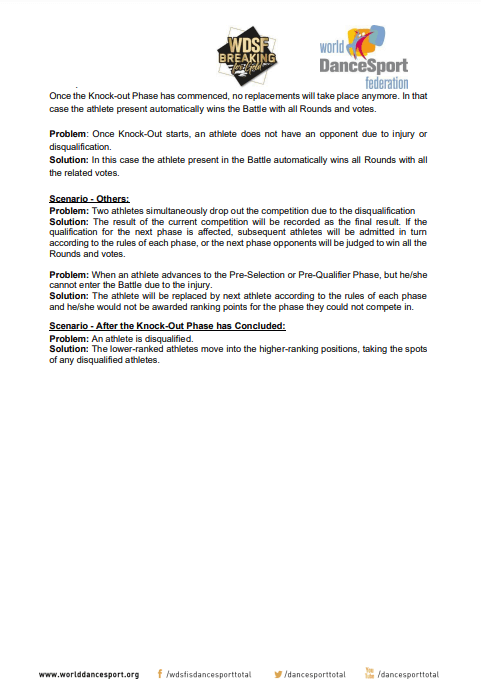 WDSF
BREAKING
for Gold
world
DanceSport
federation
Once the Knock-out Phase has commenced, no replacements will take place anymore. In that
case the athlete present automatically wins the Battle with all Rounds and votes.
Problem: Once Knock-Out starts, an athlete does not have an opponent due to injury or
disqualification.
Solution: In this case the athlete present in the Battle automatically wins all Rounds with all
the related votes.
Scenario - Others:
Problem: Two athletes simultaneously drop out the competition due to the disqualification
Solution: The result of the current competition will be recorded as the final result. If the
qualification for the next phase is affected, subsequent athletes will be admitted in turn
according to the rules of each phase, or the next phase opponents will be judged to win all the
Rounds and votes.
Problem: When an athlete advances to the Pre-Selection or Pre-Qualifier Phase, but he/she
cannot enter the Battle due to the injury.
Solution: The athlete will be replaced by next athlete according to the rules of each phase
and he/she would not be awarded ranking points for the phase they could not compete in.
Scenario - After the Knock-Out Phase has Concluded:
Problem: An athlete is disqualified.
Solution: The lower-ranked athletes move into the higher-ranking positions, taking the spots
of any disqualified athletes.
www.worlddancesport.org f /wdsfisdancesporttotal /dancesporttotal You Tube /dancesporttotal